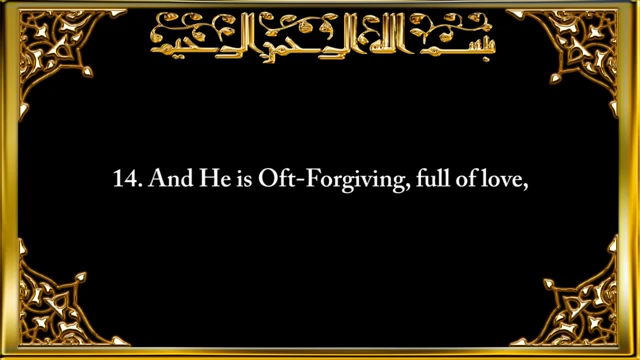 بسم الله الرحمن الرحيم
14. And He is Oft-Forgiving, full of love,